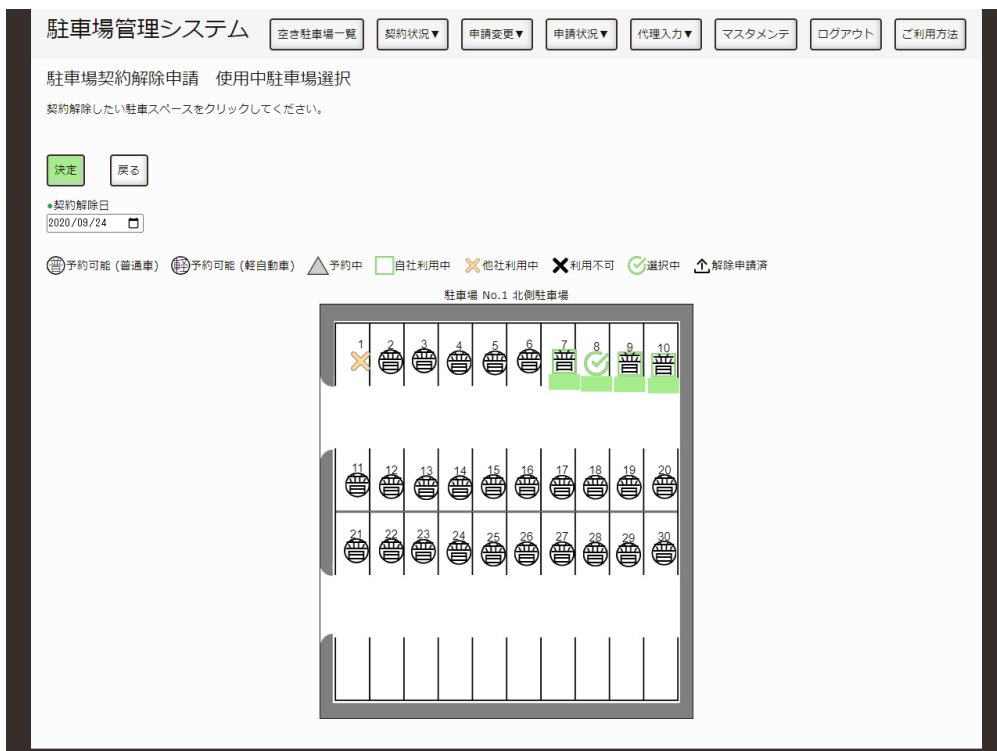 駐車場管理システム 空き駐車場一覧 契約状況▼ 申請変更▼ 申請状況▼ 代理入力▼ マスタメンテ ログアウト ご利用方法
駐車場契約解除申請　使用中駐車場選択
契約解除したい駐車スペースをクリックしてください。
決定 戻る
●契約解除日
2020/09/24
普予約可能 (普通車) 軽予約可能 (軽自動車) 予約中 自社利用中 他社利用中 利用不可 選択中 解除申請済
駐車場 No.1 北側駐車場
1 2 3 4 5 6 7 8 9 10
普 普 普 普 普 普 普 普
11 12 13 14 15 16 17 18 19 20
普 普 普 普 普 普 普 普 普 普
21 22 23 24 25 26 27 28 29 30
普 普 普 普 普 普 普 普 普 普